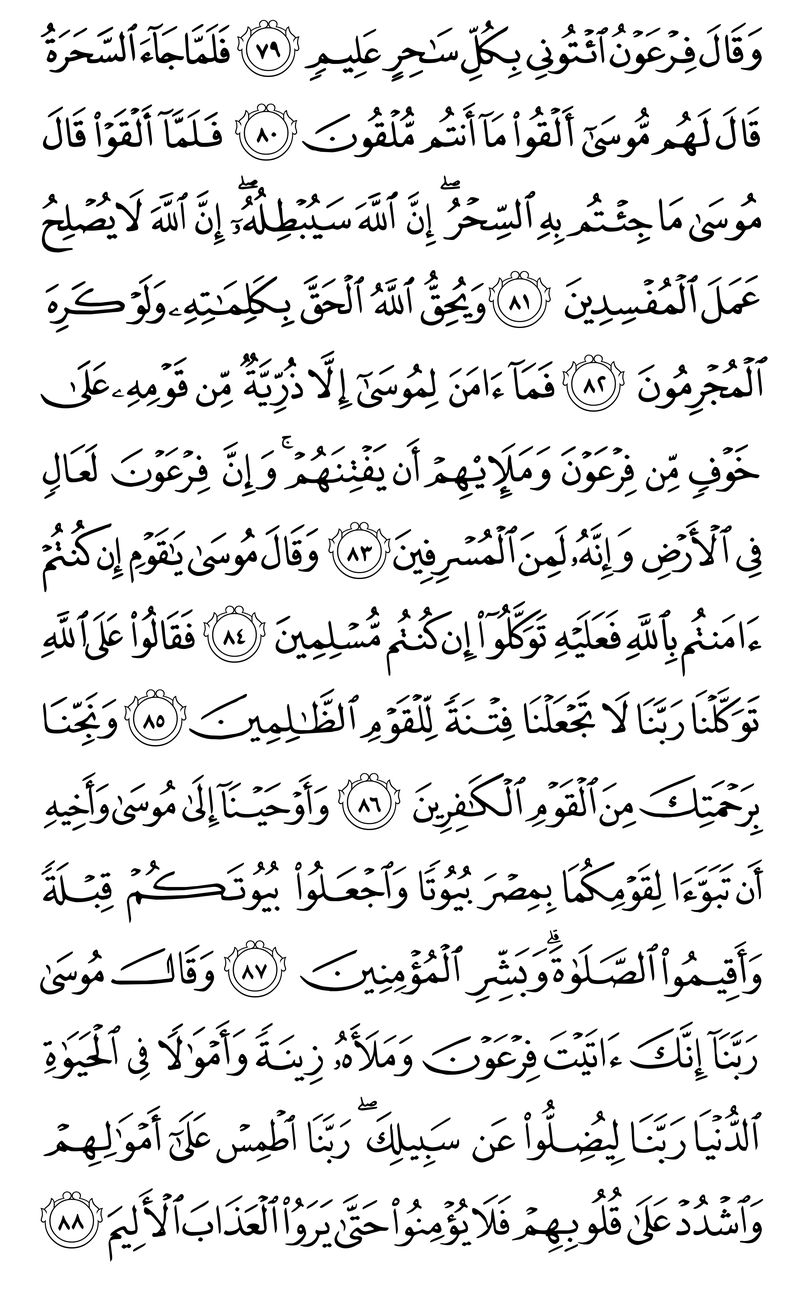 وَقَالَ فِرْعَوْنُ ٱئْتُونِى بِكُلِّ سَٰحِرٍ عَلِيمٍ ٧٩ فَلَمَّا جَآءَ ٱلسَّحَرَةُ
قَالَ لَهُم مُّوسَىٰٓ أَلْقُوا۟ مَآ أَنتُم مُّلْقُونَ ٨٠ فَلَمَّآ أَلْقَوْا۟ قَالَ
مُوسَىٰ مَا جِئْتُم بِهِ ٱلسِّحْرُ ۖ إِنَّ ٱللَّهَ سَيُبْطِلُهُۥٓ ۖ إِنَّ ٱللَّهَ لَا يُصْلِحُ
عَمَلَ ٱلْمُفْسِدِينَ ٨١ وَيُحِقُّ ٱللَّهُ ٱلْحَقَّ بِكَلِمَٰتِهِۦ وَلَوْ كَرِهَ
ٱلْمُجْرِمُونَ ٨٢ فَمَآ ءَامَنَ لِمُوسَىٰٓ إِلَّا ذُرِّيَّةٌ مِّن قَوْمِهِۦ عَلَىٰ
خَوْفٍ مِّن فِرْعَوْنَ وَمَلَإِي۟هِمْ أَن يَفْتِنَهُمْ ۚ وَإِنَّ فِرْعَوْنَ لَعَالٍ
فِى ٱلْأَرْضِ وَإِنَّهُۥ لَمِنَ ٱلْمُسْرِفِينَ ٨٣ وَقَالَ مُوسَىٰ يَٰقَوْمِ إِن كُنتُمْ
ءَامَنتُم بِٱللَّهِ فَعَلَيْهِ تَوَكَّلُوٓا۟ إِن كُنتُم مُّسْلِمِينَ ٨٤ فَقَالُوا۟ عَلَى ٱللَّهِ
تَوَكَّلْنَا رَبَّنَا لَا تَجْعَلْنَا فِتْنَةً لِّلْقَوْمِ ٱلظَّٰلِمِينَ ٨٥ وَنَجِّنَا
بِرَحْمَتِكَ مِنَ ٱلْقَوْمِ ٱلْكَٰفِرِينَ ٨٦ وَأَوْحَيْنَآ إِلَىٰ مُوسَىٰ وَأَخِيهِ
أَن تَبَوَّءَا لِقَوْمِكُمَا بِمِصْرَ بُيُوتًا وَٱجْعَلُوا۟ بُيُوتَكُمْ قِبْلَةً
وَأَقِيمُوا۟ ٱلصَّلَوٰةَ ۗ وَبَشِّرِ ٱلْمُؤْمِنِينَ ٨٧ وَقَالَ مُوسَىٰ
رَبَّنَآ إِنَّكَ ءَاتَيْتَ فِرْعَوْنَ وَمَلَأَهُۥ زِينَةً وَأَمْوَٰلًا فِى ٱلْحَيَوٰةِ
ٱلدُّنْيَا رَبَّنَا لِيُضِلُّوا۟ عَن سَبِيلِكَ ۖ رَبَّنَا ٱطْمِسْ عَلَىٰٓ أَمْوَٰلِهِمْ
وَٱشْدُدْ عَلَىٰ قُلُوبِهِمْ فَلَا يُؤْمِنُوا۟ حَتَّىٰ يَرَوُا۟ ٱلْعَذَابَ ٱلْأَلِيمَ ٨٨